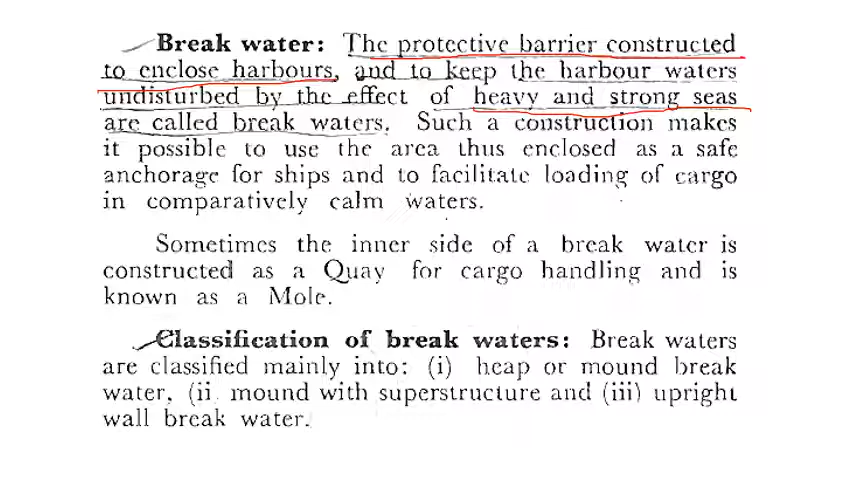 Break water: The protective barrier constructed
to enclose harbours, and to keep the harbour waters
undisturbed by the effect of heavy and strong seas
are called break waters. Such a construction makes
it possible to use the area thus enclosed as a safe
anchorage for ships and to facilitate loading of cargo
in comparatively calm waters.
Sometimes the inner side of a break water is
constructed as a Quay for cargo handling and is
known as a Mole.
Classification of break waters: Break waters
are classified mainly into: (i) heap or mound break
water, (ii mound with superstructure and (iii) upright
wall break water.